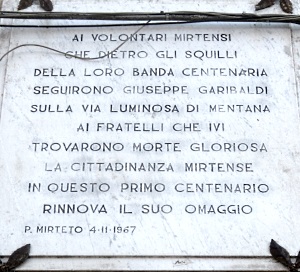 AI VOLONTARI MIRTENSI
CHE PIETRO GLI SQUILLI
DELLA LORO BANDA CENTENARIA
SEGUIRONO GIUSEPPE GARIBALDI
SULLA VIA LUMINOSA DI MENTANA
AI FRATELLI CHE IVI
TROVARONO MORTE GLORIOSA
LA CITTADINANZA MIRTENSE
IN QUESTO PRIMO CENTENARIO
RINNOVA IL SUO OMAGGIO
P. MIRTETO 4-11-1967